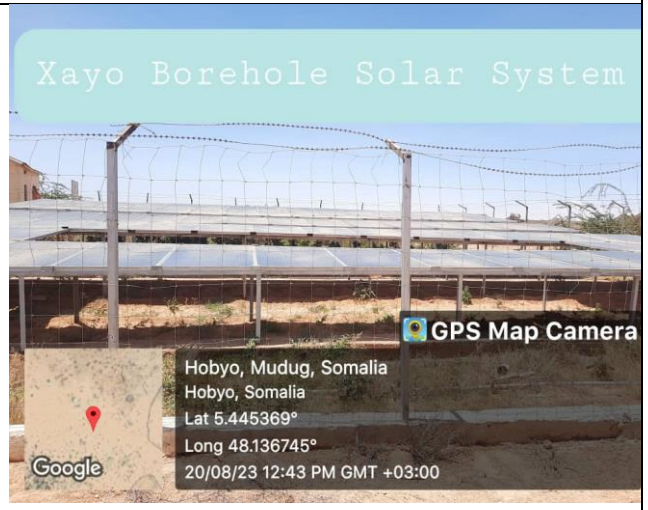 Xayo Borehole Solar System
GPS Map Camera
Hobyo, Mudug, Somalia
Hobyo, Somalia
Lat 5.445369°
Long 48.136745°
20/08/23 12:43 PM GMT +03:00
Google